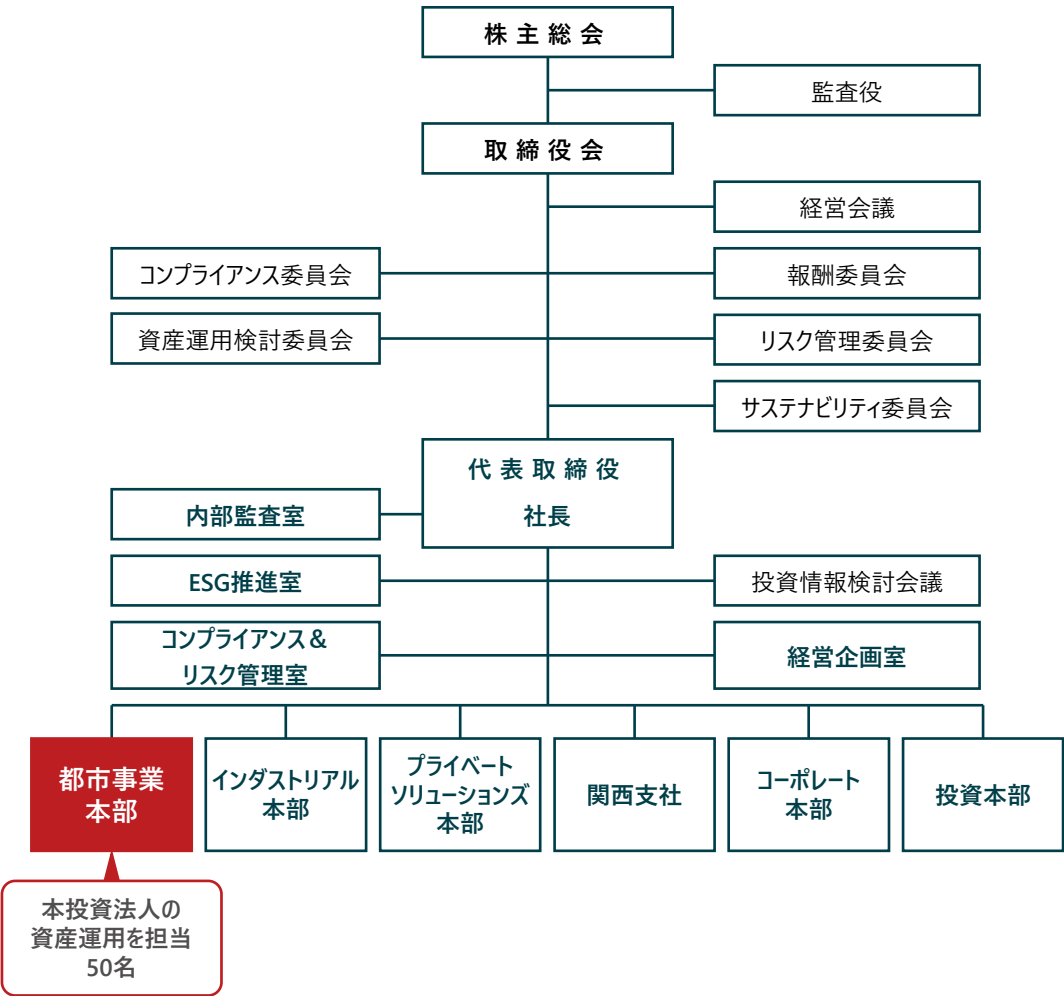 株主総会
監査役
取締役会
経営会議
コンプライアンス委員会
報酬委員会
資産運用検討委員会
リスク管理委員会
サステナビリティ委員会
代表取締役
社長
内部監査室
ESG推進室
投資情報検討会議
コンプライアンス＆
リスク管理室
経営企画室
都市事業
本部
インダストリアル
本部
プライベート
ソリューションズ
本部
関西支社
コーポレート
本部
投資本部
本投資法人の
資産運用を担当
50名